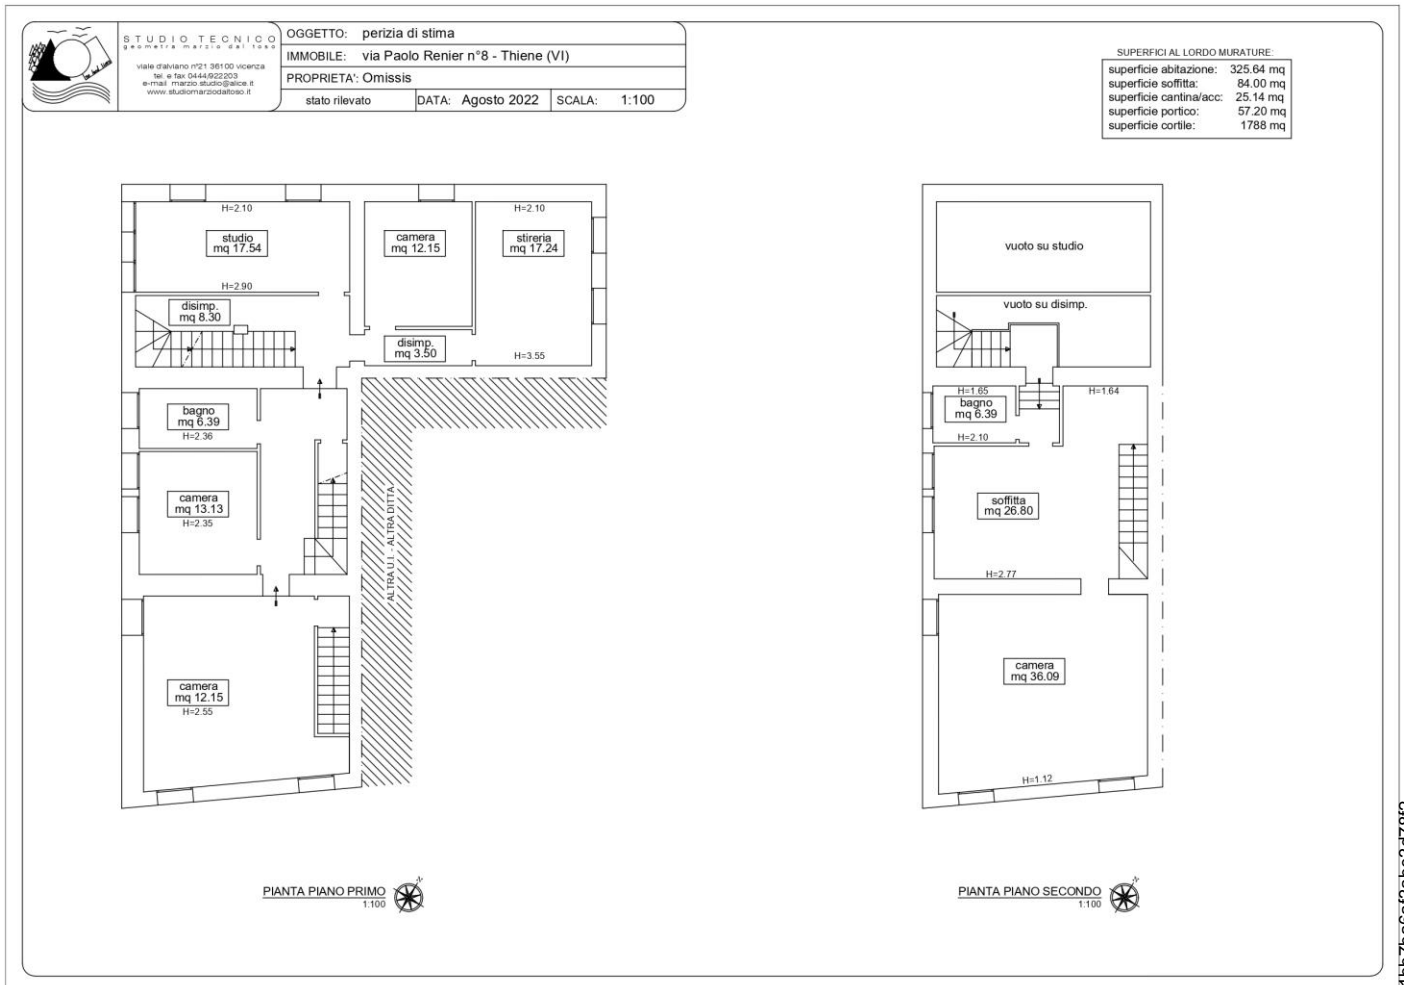 STUDIO TECNICO
geometra marzio dal toso
viale d'alviano n°21 36100 vicenza
tel. e fax 0444/922203
e-mail marzio.studio@alice.it
www.studiomarziodaltoso.it
OGGETTO: perizia di stima
IMMOBILE: via Paolo Renier n°8 - Thiene (VI)
PROPRIETA': Omissis
stato rilevato DATA: Agosto 2022 SCALA: 1:100
SUPERFICI AL LORDO MURATURE:
superficie abitazione: 325.64 mq
superficie soffitta: 84.00 mq
superficie cantina/acc: 25.14 mq
superficie portico: 57.20 mq
superficie cortile: 1788 mq
H=2.10
studio
mq 17.54
H=2.90
camera
mq 12.15
H=2.10
stireria
mq 17.24
H=3.55
disimp.
mq 8.30
disimp.
mq 3.50
bagno
mq 6.39
H=2.36
camera
mq 13.13
H=2.35
ALTRA U.I. - ALTRA DITTA
camera
mq 12.15
H=2.55
PIANTA PIANO PRIMO
1:100
N
vuoto su studio
vuoto su disimp.
H=1.65
bagno
mq 6.39
H=2.10
H=1.64
soffitta
mq 26.80
H=2.77
camera
mq 36.09
H=1.12
PIANTA PIANO SECONDO
1:100
N